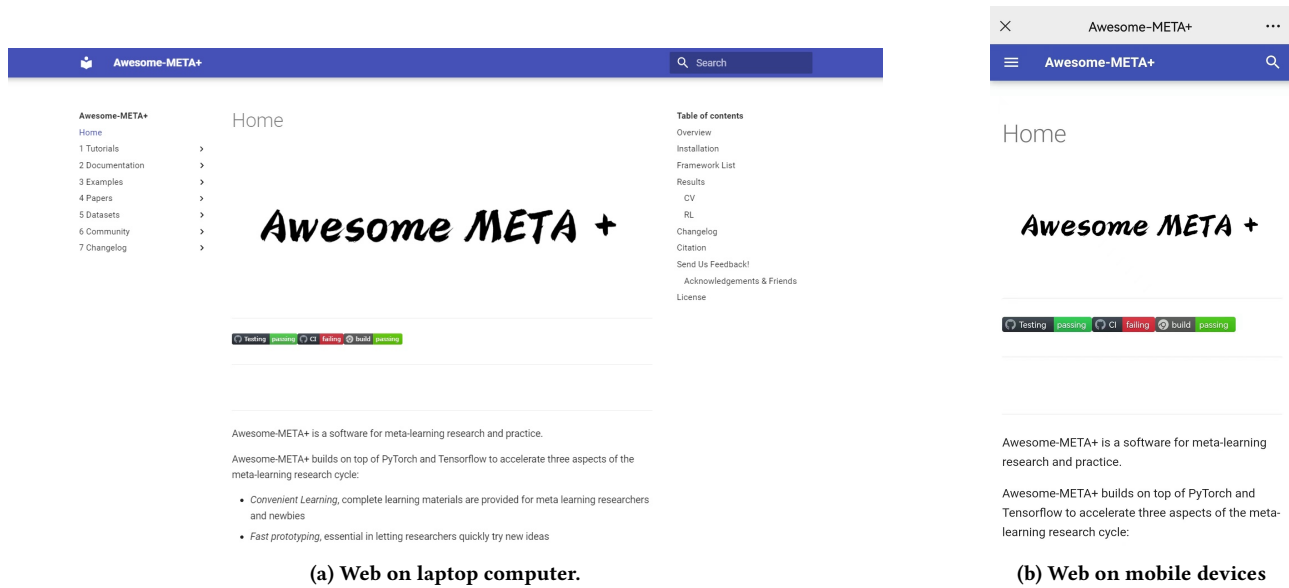 Awesome-META+
Search
Awesome-META+
Home
1 Tutorials
2 Documentation
3 Examples
4 Papers
5 Datasets
6 Community
7 Changelog
Home
Awesome META +
Testing passing CI failing build passing
Awesome-META+ is a software for meta-learning research and practice.
Awesome-META+ builds on top of PyTorch and Tensorflow to accelerate three aspects of the
meta-learning research cycle:
• Convenient Learning, complete learning materials are provided for meta learning researchers
and newbies
• Fast prototyping, essential in letting researchers quickly try new ideas
Table of contents
Overview
Installation
Framework List
Results
CV
RL
Changelog
Citation
Send Us Feedback!
Acknowledgements & Friends
License
(a) Web on laptop computer.
Awesome-META+
Awesome-META+
Home
Awesome META +
Testing passing CI failing build passing
Awesome-META+ is a software for meta-learning
research and practice.
Awesome-META+ builds on top of PyTorch and
Tensorflow to accelerate three aspects of the meta-
learning research cycle:
(b) Web on mobile devices